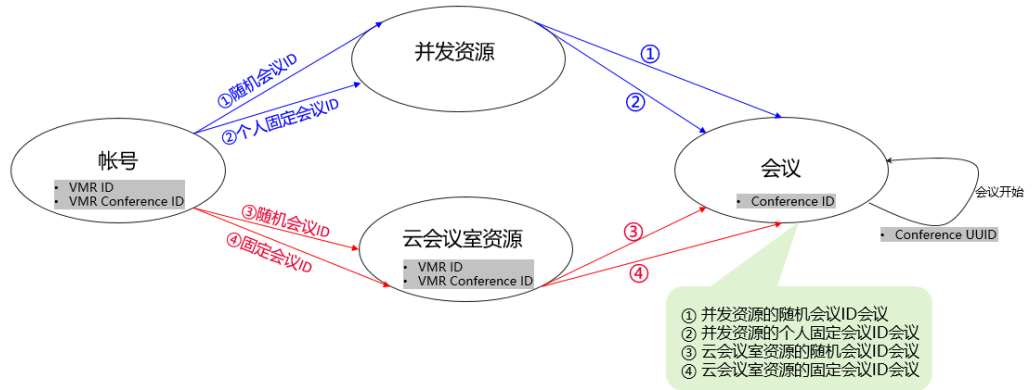 并发资源
①随机会议ID
②个人固定会议ID
①
②
帐号
• VMR ID
• VMR Conference ID
会议
• Conference ID
会议开始
• Conference UUID
③随机会议ID
④固定会议ID
云会议室资源
• VMR ID
• VMR Conference ID
③
④
① 并发资源的随机会议ID会议
② 并发资源的个人固定会议ID会议
③ 云会议室资源的随机会议ID会议
④ 云会议室资源的固定会议ID会议